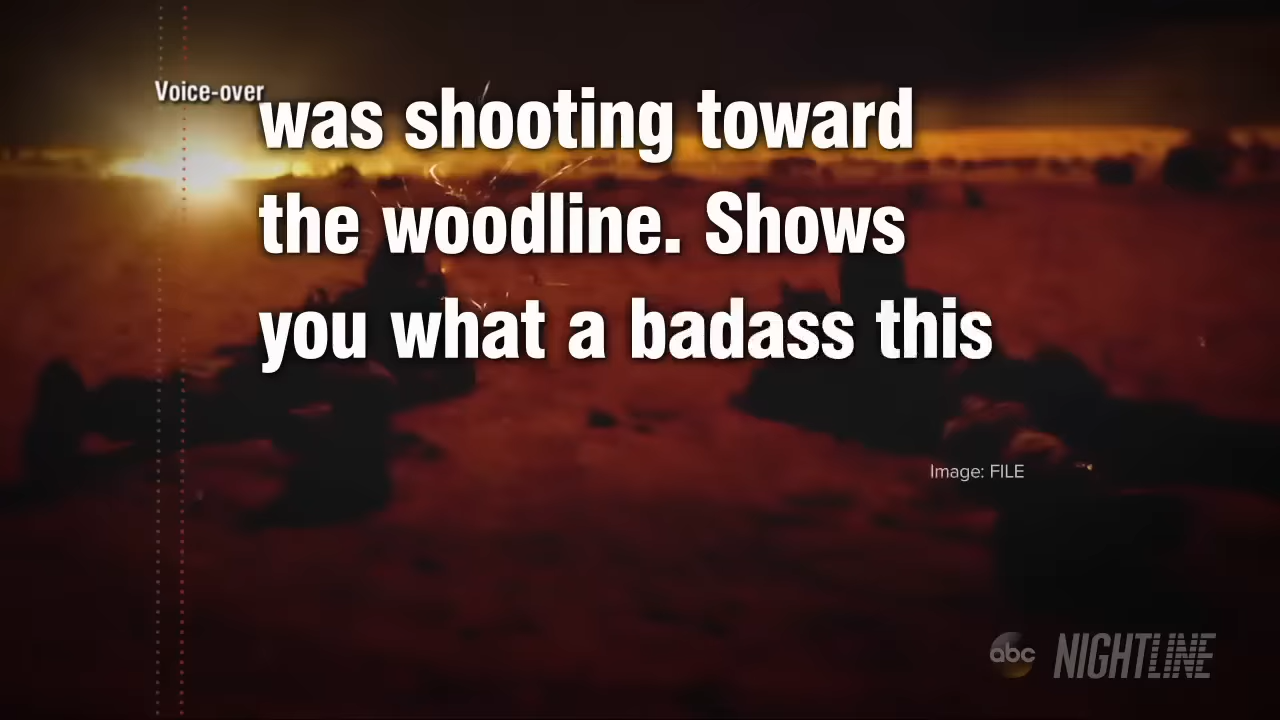 Voice-over
was shooting toward
the woodline. Shows
you what a badass this
Image: FILE
abc NIGHTLINE